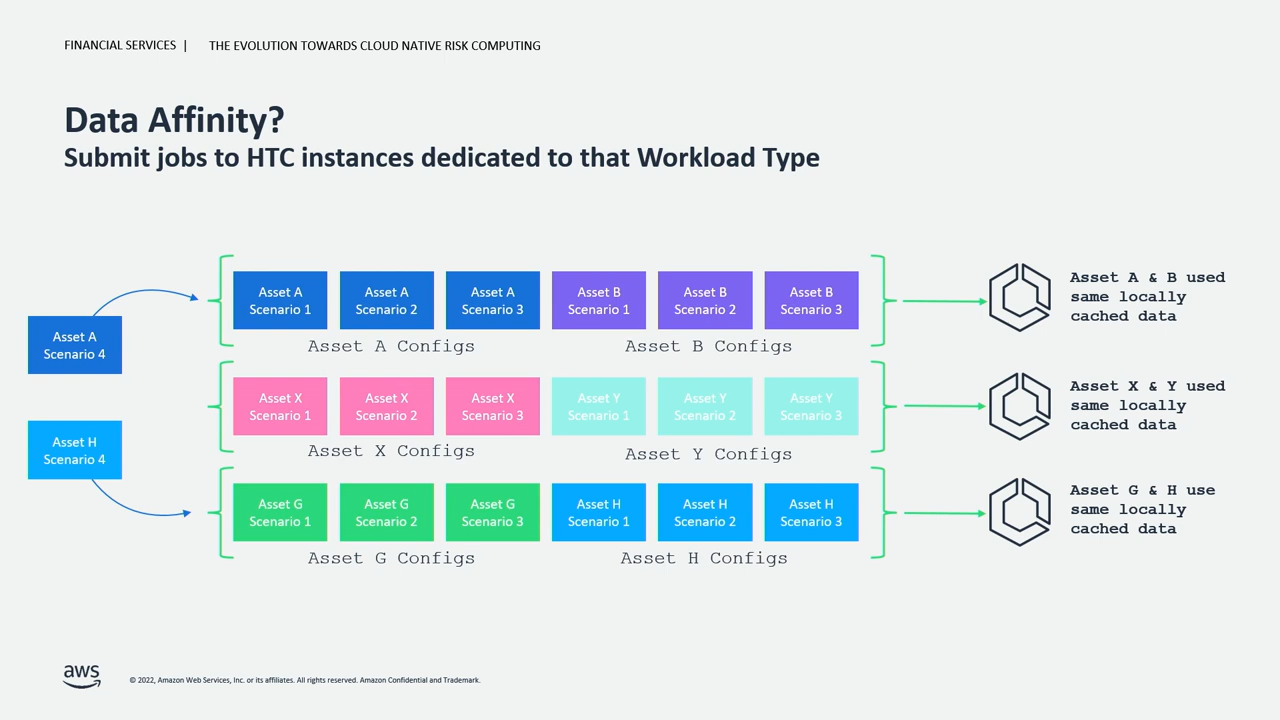 FINANCIAL SERVICES | THE EVOLUTION TOWARDS CLOUD NATIVE RISK COMPUTING
Data Affinity?
Submit jobs to HTC instances dedicated to that Workload Type
Asset A
Scenario 4
Asset H
Scenario 4
Asset A
Scenario 1
Asset A
Scenario 2
Asset A
Scenario 3
Asset B
Scenario 1
Asset B
Scenario 2
Asset B
Scenario 3
Asset A Configs
Asset B Configs
Asset A & B used
same locally
cached data
Asset X
Scenario 1
Asset X
Scenario 2
Asset X
Scenario 3
Asset Y
Scenario 1
Asset Y
Scenario 2
Asset Y
Scenario 3
Asset X Configs
Asset Y Configs
Asset X & Y used
same locally
cached data
Asset G
Scenario 1
Asset G
Scenario 2
Asset G
Scenario 3
Asset H
Scenario 1
Asset H
Scenario 2
Asset H
Scenario 3
Asset G Configs
Asset H Configs
Asset G & H use
same locally
cached data
aws
© 2022, Amazon Web Services, Inc. or its affiliates. All rights reserved. Amazon Confidential and Trademark.